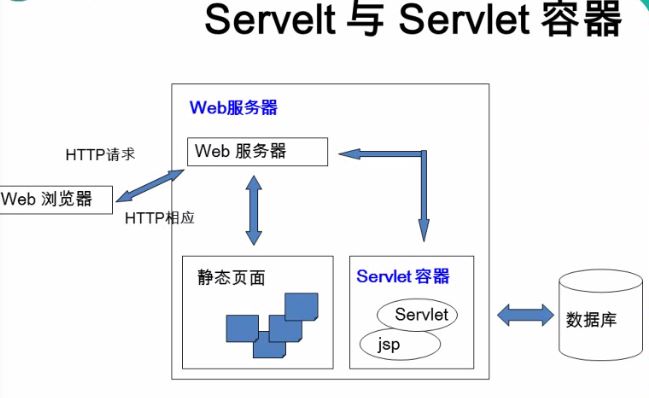 Servelt 与 Servlet 容器
Web服务器
HTTP请求
Web 服务器
Web 浏览器
HTTP相应
静态页面
Servlet 容器
Servlet
jsp
数据库